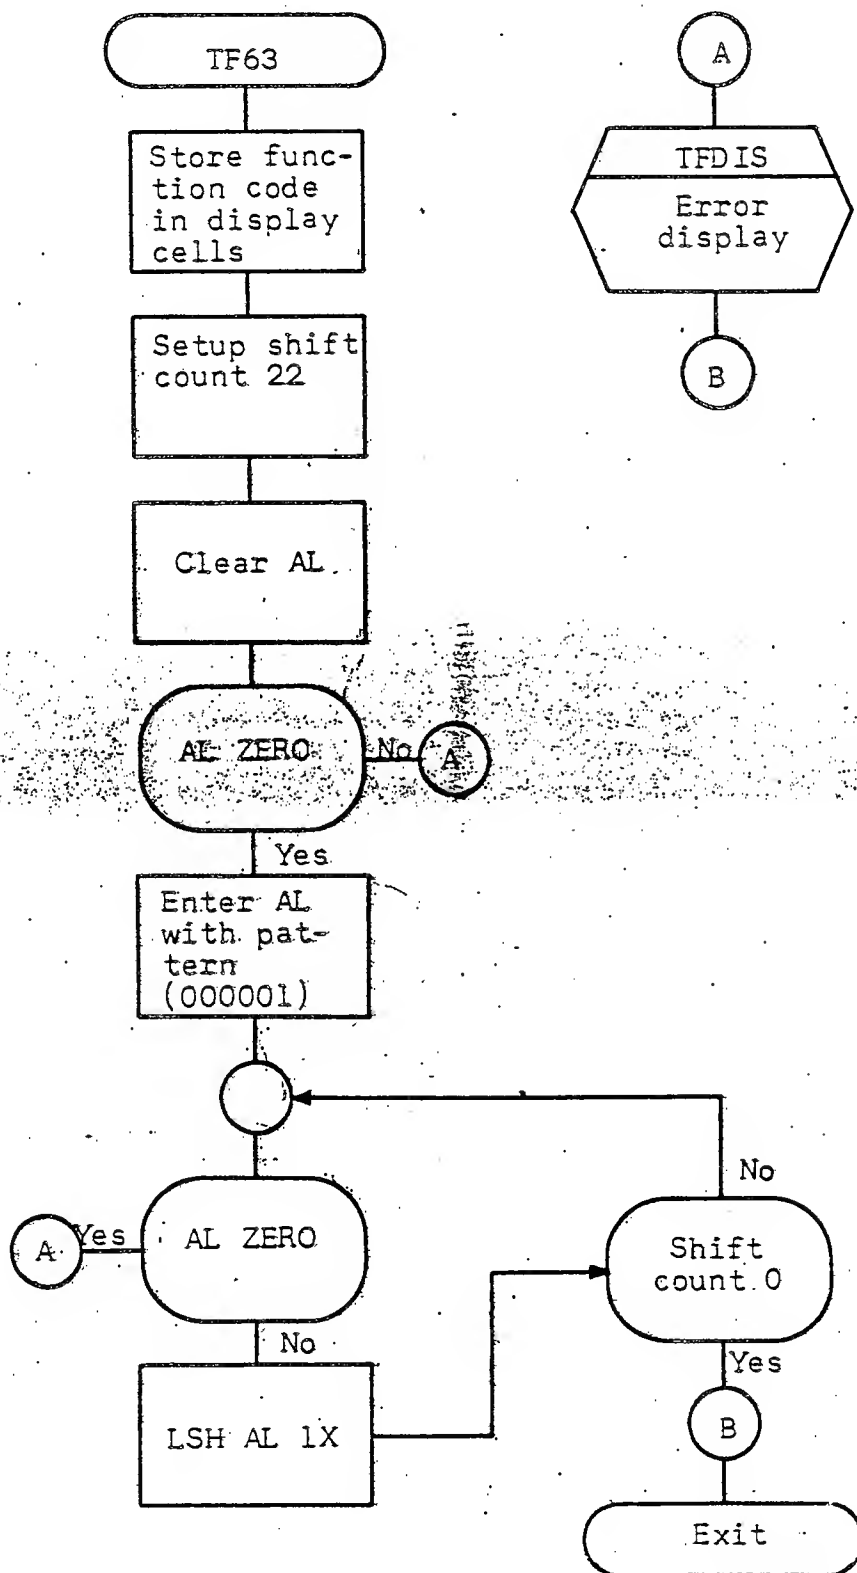 TF63
Store func-
tion code
in display
cells
Setup shift
count 22
Clear AL
AL ZERO
No
A
Yes
Enter AL
with pat-
tern
(000001)
A
Yes
AL ZERO
No
LSH AL 1X
A
TFDIS
Error
display
B
No
Shift
count 0
Yes
B
Exit